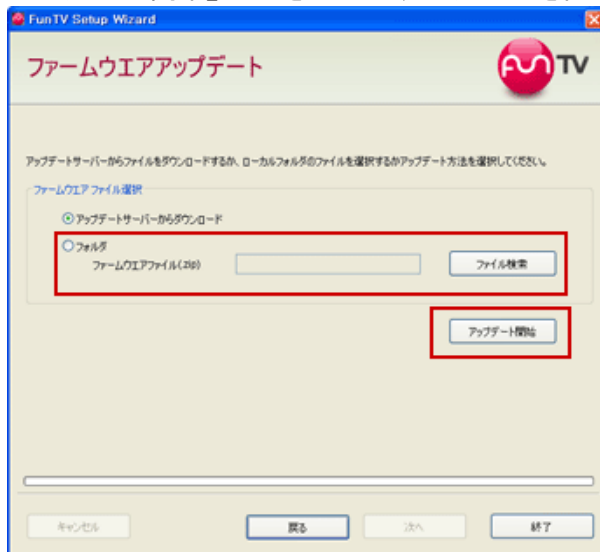 FunTV Setup Wizard
ファームウエアアップデート
fun TV
アップデートサーバーからファイルをダウンロードするか、ローカルフォルダのファイルを選択するかアップデート方法を選択してください。
ファームウエア ファイル選択
アップデートサーバーからダウンロード
フォルダ
ファームウエアファイル(.zip)
ファイル検索
アップデート開始
キャンセル
戻る
次へ
終了